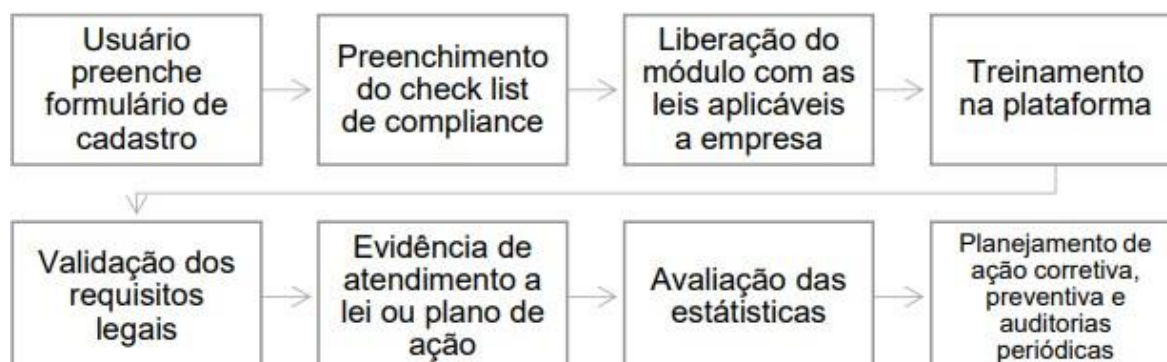 Usuário
preenche
formulário de
cadastro
Preenchimento
do check list
de compliance
Liberação do
módulo com as
leis aplicáveis
a empresa
Treinamento
na plataforma
Validação dos
requisitos
legais
Evidência de
atendimento a
lei ou plano de
ação
Avaliação das
estátisticas
Planejamento de
ação corretiva,
preventiva e
auditorias
periódicas